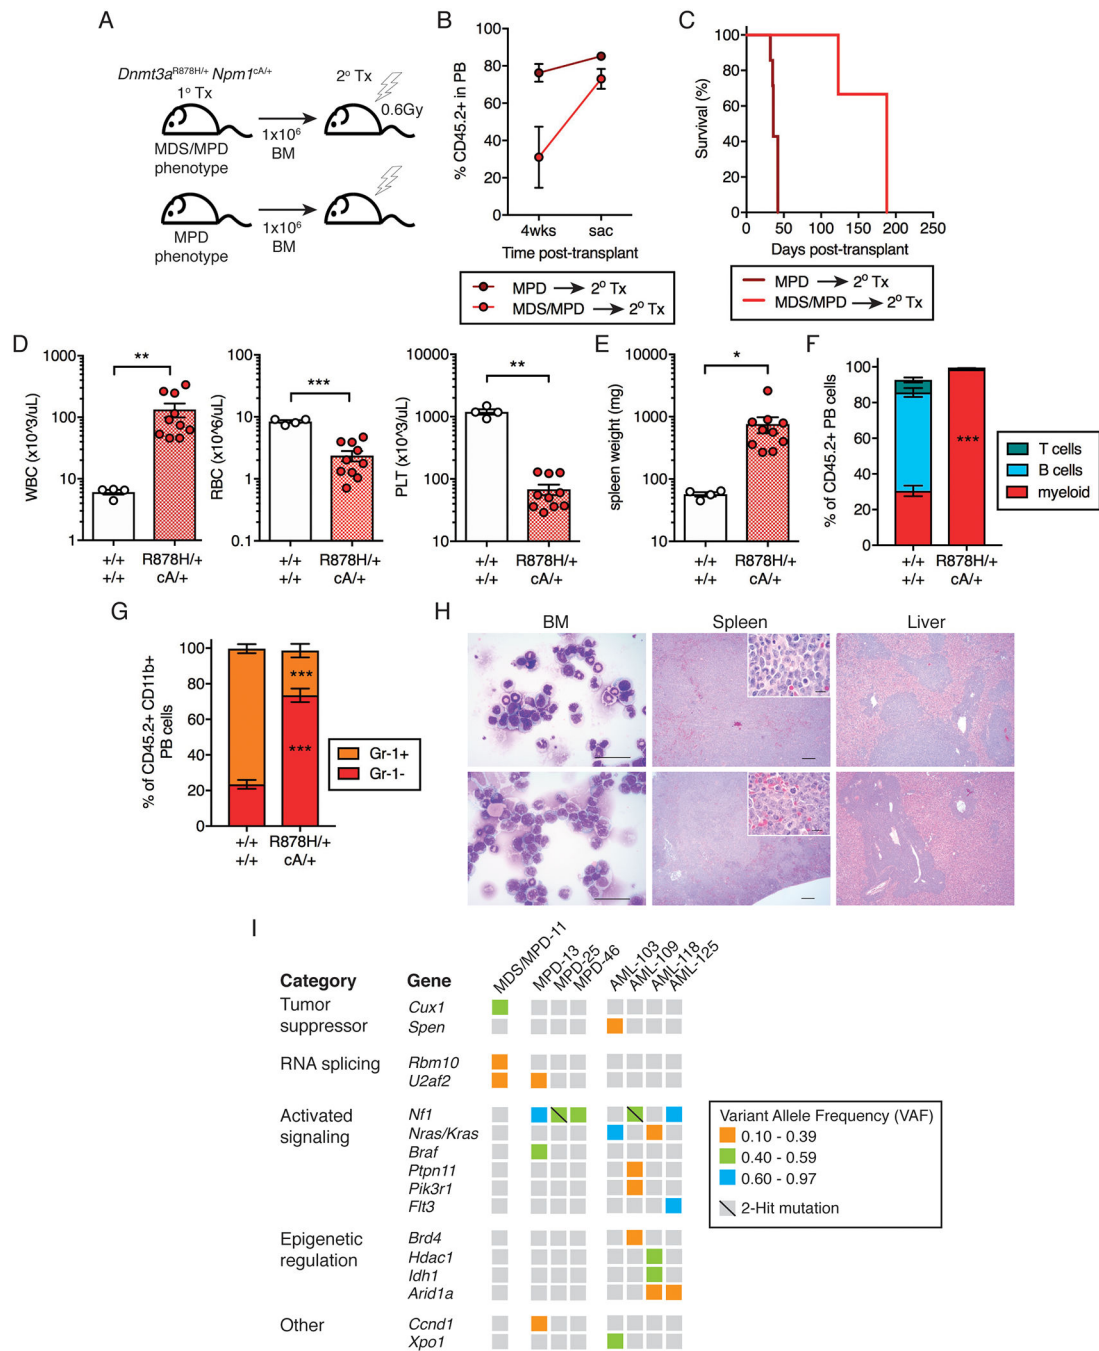 A
Dnmt3a^R878H/+ Npm1^cA/+
1° Tx
2° Tx
0.6Gy
1x10^6
BM
MDS/MPD
phenotype
1x10^6
BM
MPD
phenotype
B
% CD45.2+ in PB
100
80
60
40
20
0
4wks
sac
Time post-transplant
MPD → 2° Tx
MDS/MPD → 2° Tx
C
Survival (%)
100
80
60
40
20
0
0 50 100 150 200 250
Days post-transplant
MPD → 2° Tx
MDS/MPD → 2° Tx
D
WBC (x10^3/uL)
1000
100
10
1
**
+/+ R878H/+
+/+ cA/+
RBC (x10^6/uL)
100
10
1
0.1
***
+/+ R878H/+
+/+ cA/+
PLT (x10^3/uL)
10000
1000
100
10
**
+/+ R878H/+
+/+ cA/+
E
spleen weight (mg)
10000
1000
100
10
*
+/+ R878H/+
+/+ cA/+
F
% of CD45.2+ PB cells
100
80
60
40
20
0
***
+/+ R878H/+
+/+ cA/+
T cells
B cells
myeloid
G
% of CD45.2+ CD11b+
PB cells
100
80
60
40
20
0
***
***
+/+ R878H/+
+/+ cA/+
Gr-1+
Gr-1-
H
BM
Spleen
Liver
I
Category
Gene
MDS/MPD-11
MPD-13
MPD-25
MPD-46
AML-103
AML-109
AML-118
AML-125
Tumor
suppressor
Cux1
Spen
RNA splicing
Rbm10
U2af2
Activated
signaling
Nf1
Nras/Kras
Braf
Ptpn11
Pik3r1
Flt3
Epigenetic
regulation
Brd4
Hdac1
Idh1
Arid1a
Other
Ccnd1
Xpo1
Variant Allele Frequency (VAF)
0.10 - 0.39
0.40 - 0.59
0.60 - 0.97
2-Hit mutation